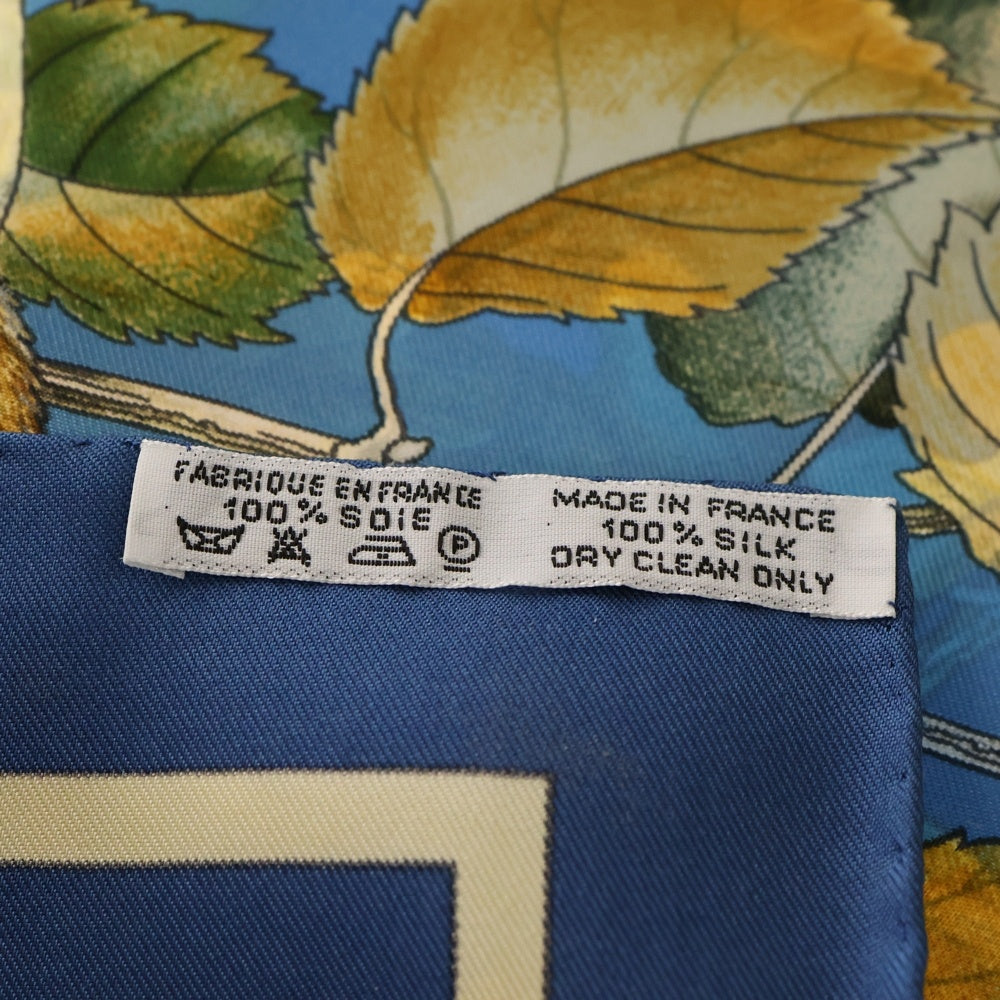 FABRIQUE EN FRANCE
100 % SOIE
P
MADE IN FRANCE
100 % SILK
DRY CLEAN ONLY